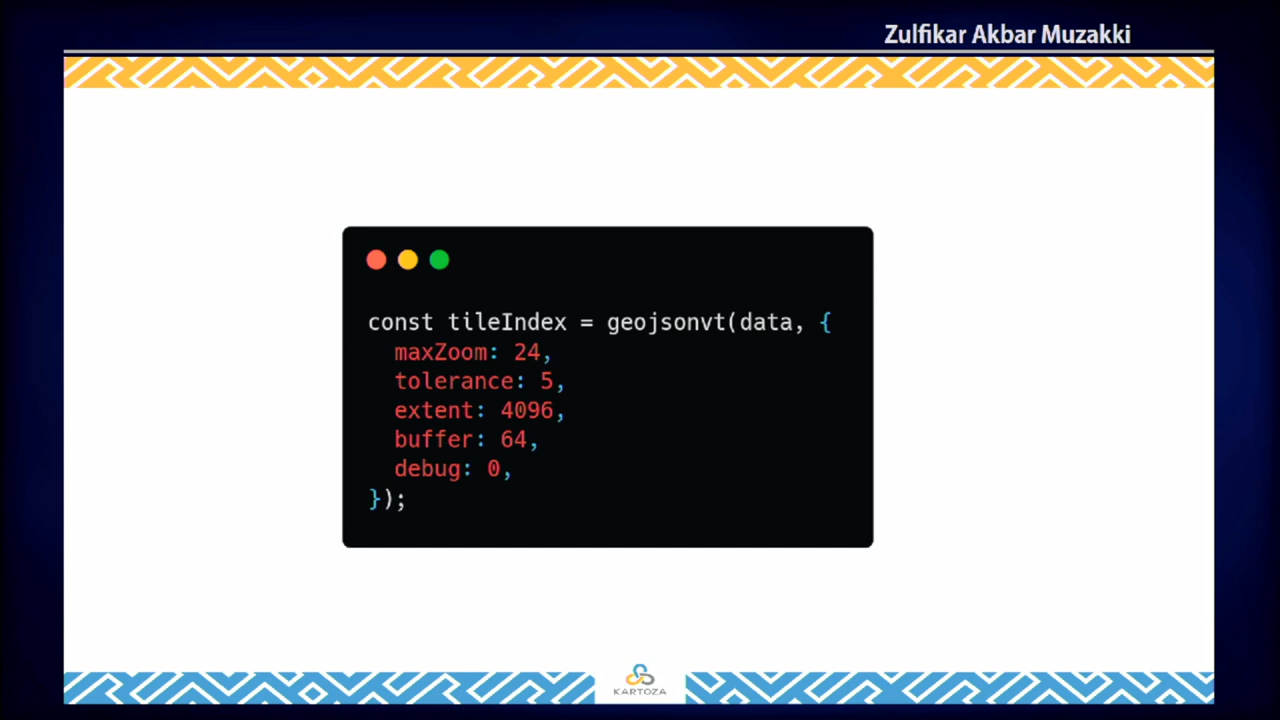 Zulfikar Akbar Muzakki
const tileIndex = geojsonvt(data, {
  maxZoom: 24,
  tolerance: 5,
  extent: 4096,
  buffer: 64,
  debug: 0,
});
KARTOZA